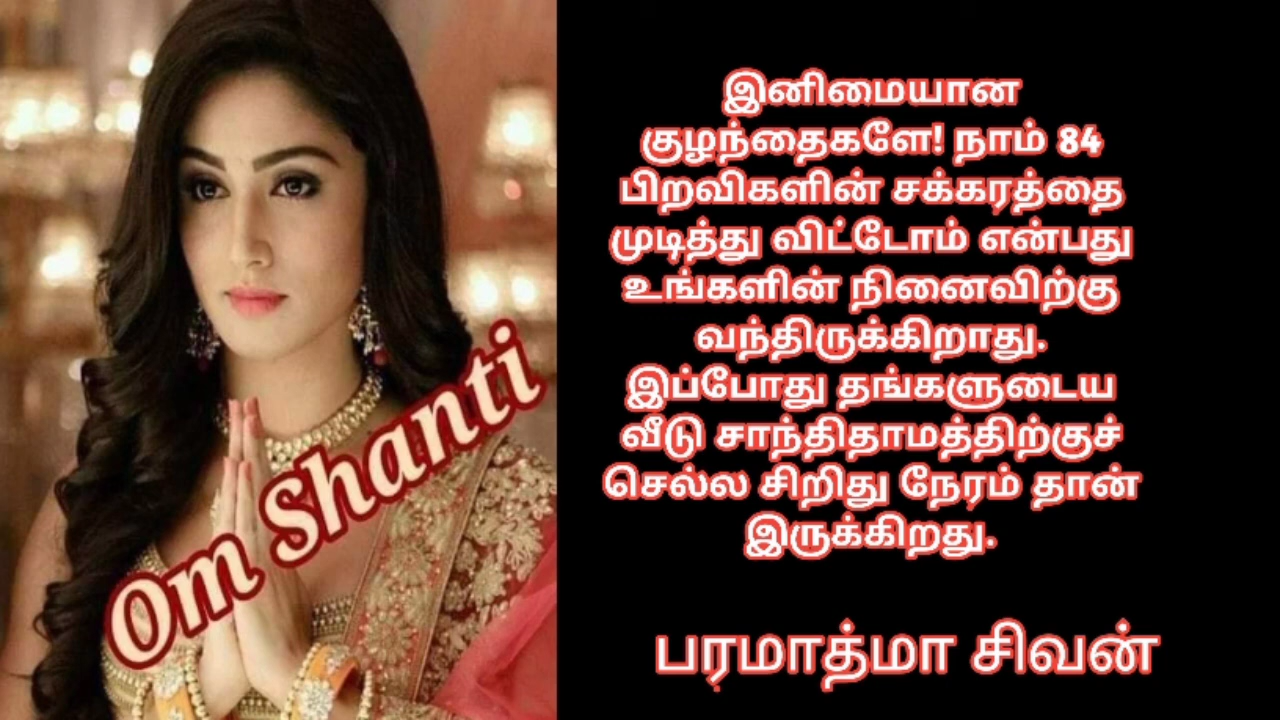 Om Shanti
இனிமையான
குழந்தைகளே! நாம் 84
பிறவிகளின் சக்கரத்தை
முடித்து விட்டோம் என்பது
உங்களின் நினைவிற்கு
வந்திருக்கிறாது.
இப்போது தங்களுடைய
வீடு சாந்திதாமத்திற்குச்
செல்ல சிறிது நேரம் தான்
இருக்கிறது.
பரமாத்மா சிவன்